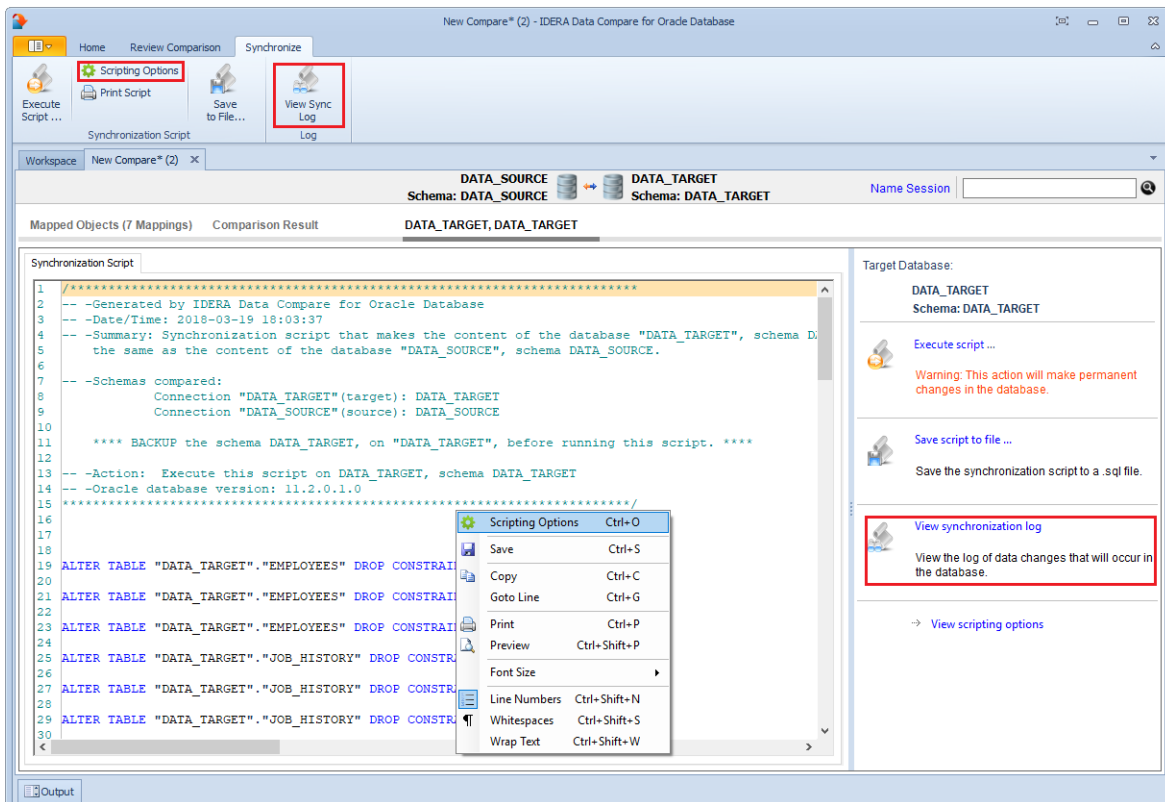 New Compare* (2) - IDERA Data Compare for Oracle Database
Home Review Comparison Synchronize
Execute
Script ...
Scripting Options
Print Script
Save
to File...
View Sync
Log
Synchronization Script
Log
Workspace New Compare* (2)
DATA_SOURCE
Schema: DATA_SOURCE
DATA_TARGET
Schema: DATA_TARGET
Name Session
Mapped Objects (7 Mappings) Comparison Result DATA_TARGET, DATA_TARGET
Synchronization Script
1 /**************************************************************************
2 -- -Generated by IDERA Data Compare for Oracle Database
3 -- -Date/Time: 2018-03-19 18:03:37
4 -- -Summary: Synchronization script that makes the content of the database "DATA_TARGET", schema
5 the same as the content of the database "DATA_SOURCE", schema DATA_SOURCE.
6
7 -- -Schemas compared:
8 Connection "DATA_TARGET"(target): DATA_TARGET
9 Connection "DATA_SOURCE"(source): DATA_SOURCE
10
11 **** BACKUP the schema DATA_TARGET, on "DATA_TARGET", before running this script. ****
12
13 -- -Action: Execute this script on DATA_TARGET, schema DATA_TARGET
14 -- -Oracle database version: 11.2.0.1.0
15 **************************************************************************/
16
17
18
19 ALTER TABLE "DATA_TARGET"."EMPLOYEES" DROP CONSTRAI
20
21 ALTER TABLE "DATA_TARGET"."EMPLOYEES" DROP CONSTRAI
22
23 ALTER TABLE "DATA_TARGET"."EMPLOYEES" DROP CONSTRAI
24
25 ALTER TABLE "DATA_TARGET"."JOB_HISTORY" DROP CONSTR
26
27 ALTER TABLE "DATA_TARGET"."JOB_HISTORY" DROP CONSTR
28
29 ALTER TABLE "DATA_TARGET"."JOB_HISTORY" DROP CONSTR
30
Scripting Options Ctrl+O
Save Ctrl+S
Copy Ctrl+C
Goto Line Ctrl+G
Print Ctrl+P
Preview Ctrl+Shift+P
Font Size
Line Numbers Ctrl+Shift+N
Whitespaces Ctrl+Shift+S
Wrap Text Ctrl+Shift+W
Target Database:
DATA_TARGET
Schema: DATA_TARGET
Execute script ...
Warning: This action will make permanent
changes in the database.
Save script to file ...
Save the synchronization script to a .sql file.
View synchronization log
View the log of data changes that will occur in
the database.
View scripting options
Output